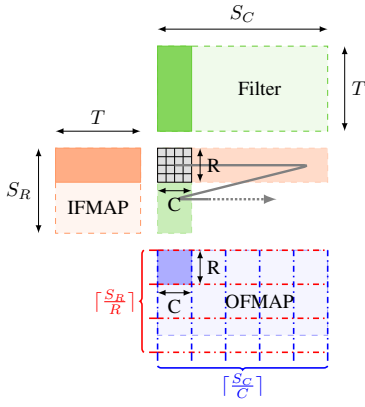 S_C
Filter
T
T
S_R
R
IFMAP
C
R
⌈S_R/R⌉
C
OFMAP
⌈S_C/C⌉